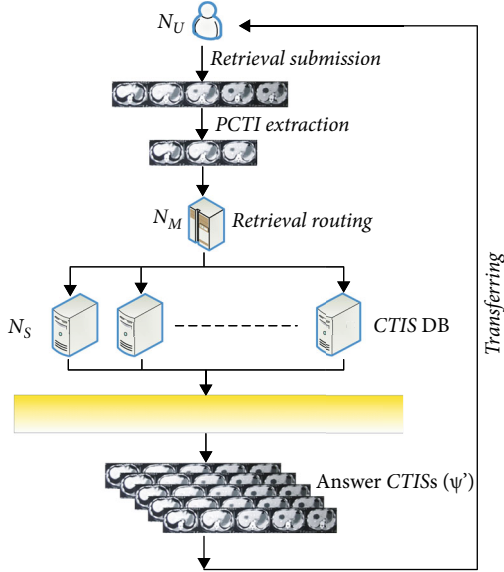 N_U
Retrieval submission
PCTI extraction
N_M
Retrieval routing
N_S
CTIS DB
Transferring
Answer CTISs (ψ')